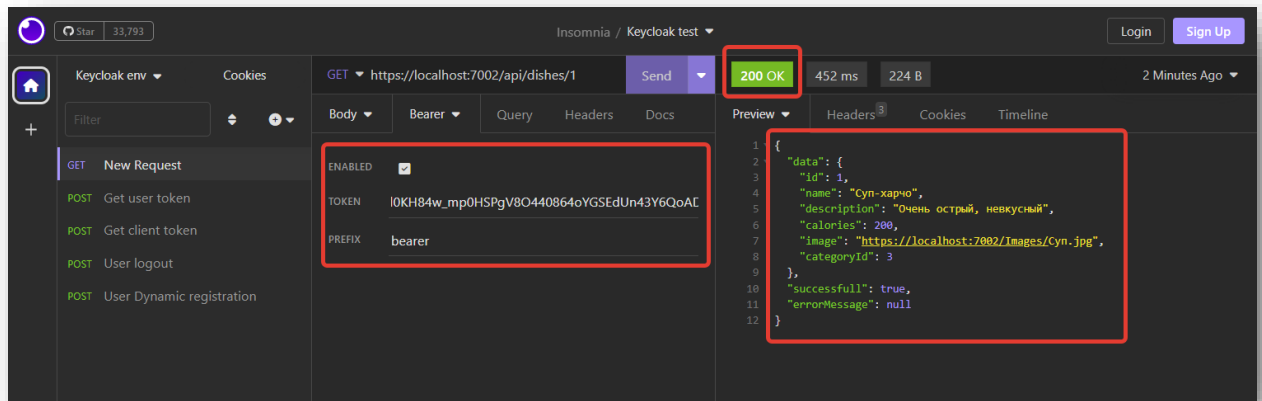 Star 33,793
Insomnia / Keycloak test
Login Sign Up
Keycloak env Cookies
GET https://localhost:7002/api/dishes/1 Send
200 OK 452 ms 224 B 2 Minutes Ago
Filter
Body Bearer Query Headers Docs
Preview Headers 3 Cookies Timeline
GET New Request
POST Get user token
POST Get client token
POST User logout
POST User Dynamic registration
ENABLED
TOKEN l0KH84w_mp0HSPgV8O440864oYGSEdUn43Y6QoAD
PREFIX bearer
1 {
2 "data": {
3 "id": 1,
4 "name": "Суп-харчо",
5 "description": "Очень острый, невкусный",
6 "calories": 200,
7 "image": "https://localhost:7002/Images/Суп.jpg",
8 "categoryId": 3
9 },
10 "successfull": true,
11 "errorMessage": null
12 }